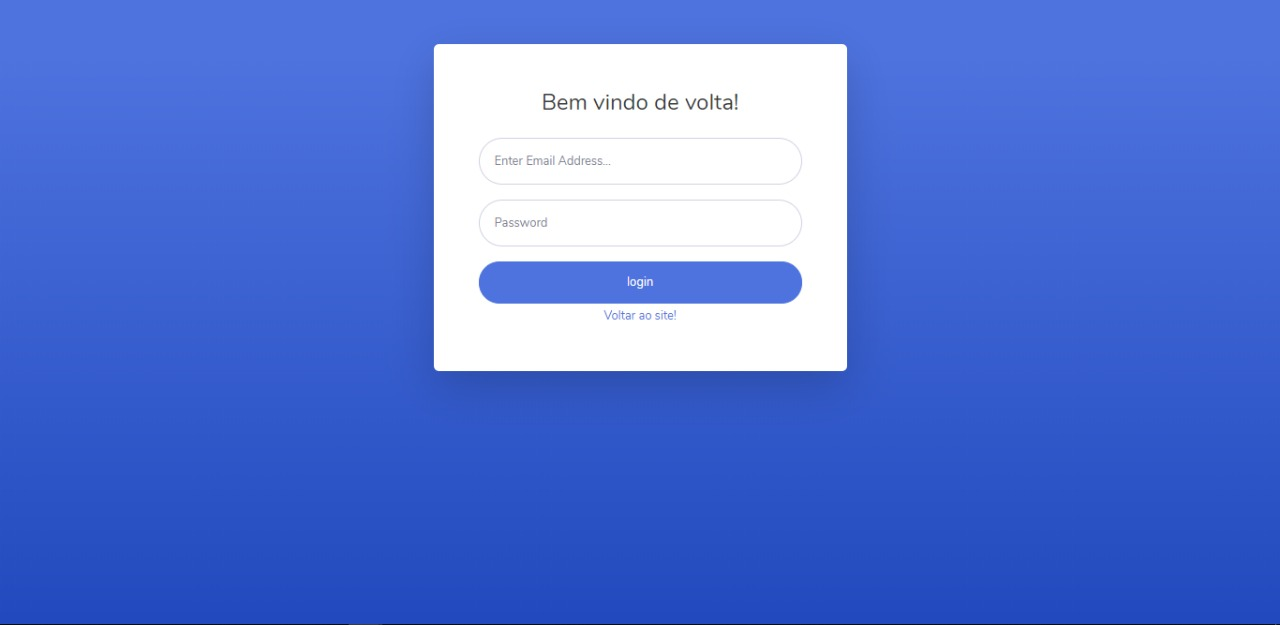 Bem vindo de volta!
Enter Email Address...
Password
login
Voltar ao site!